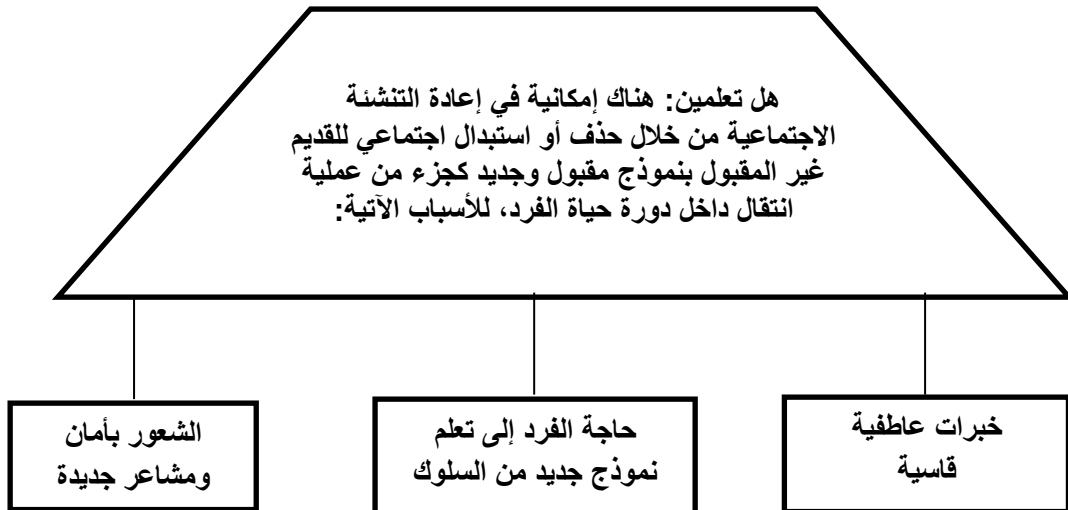 هل تعلمين: هناك إمكانية في إعادة التنشئة
الاجتماعية من خلال حذف أو استبدال اجتماعي للقديم
غير المقبول بنموذج مقبول وجديد كجزء من عملية
انتقال داخل دورة حياة الفرد، للأسباب الآتية:
خبرات عاطفية
قاسية
حاجة الفرد إلى تعلم
نموذج جديد من السلوك
الشعور بأمان
ومشاعر جديدة